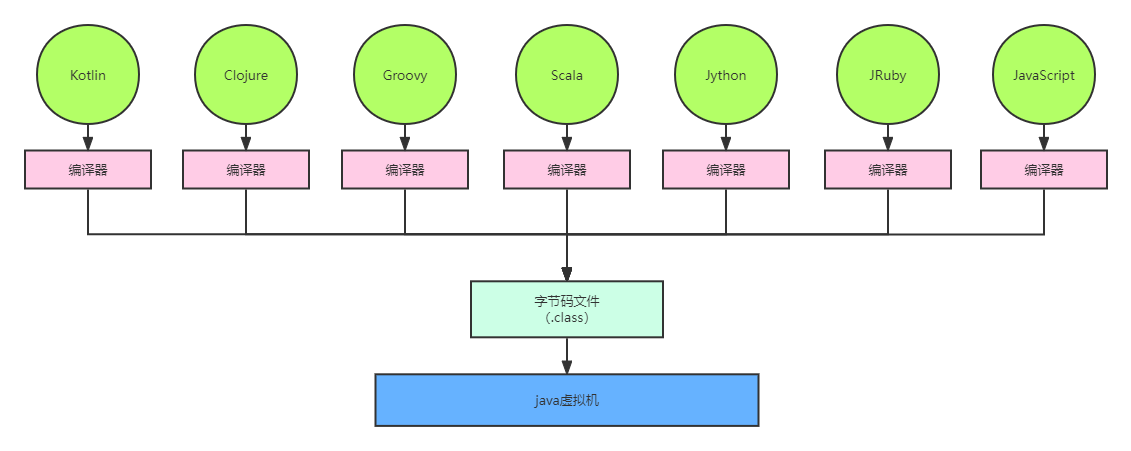 Kotlin
Clojure
Groovy
Scala
Jython
JRuby
JavaScript
编译器
编译器
编译器
编译器
编译器
编译器
编译器
字节码文件
（.class）
java虚拟机